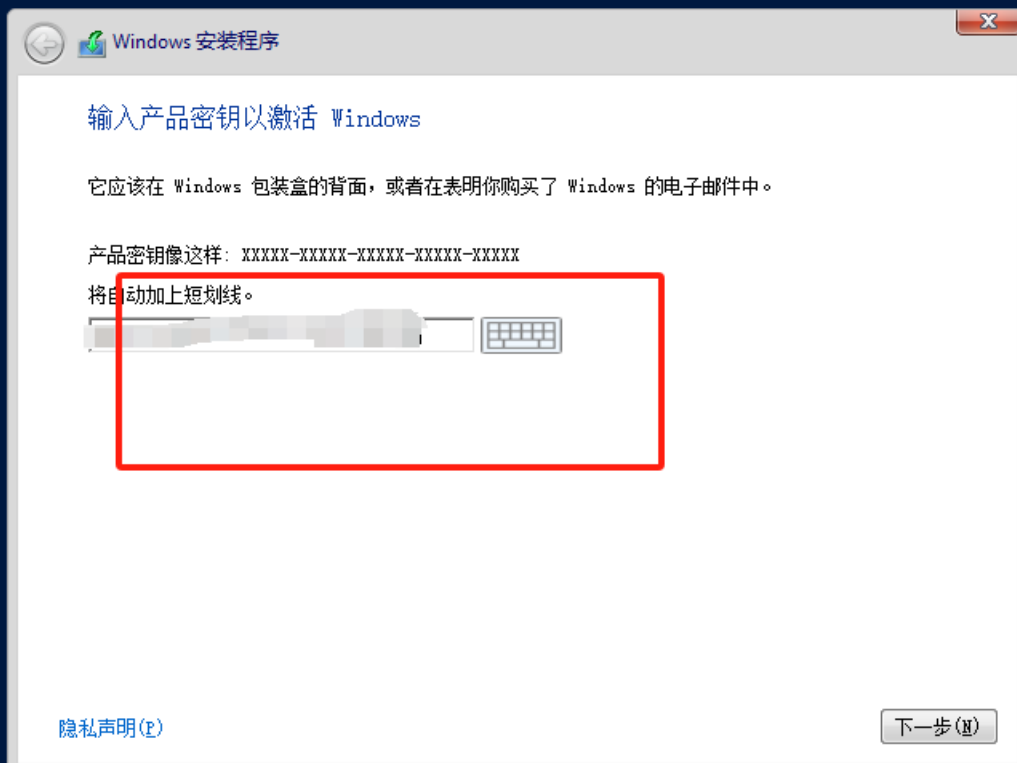 Windows 安装程序
输入产品密钥以激活 Windows
它应该在 Windows 包装盒的背面，或者在表明你购买了 Windows 的电子邮件中。
产品密钥像这样: XXXXX-XXXXX-XXXXX-XXXXX-XXXXX
将自动加上短划线。
隐私声明(P)
下一步(N)